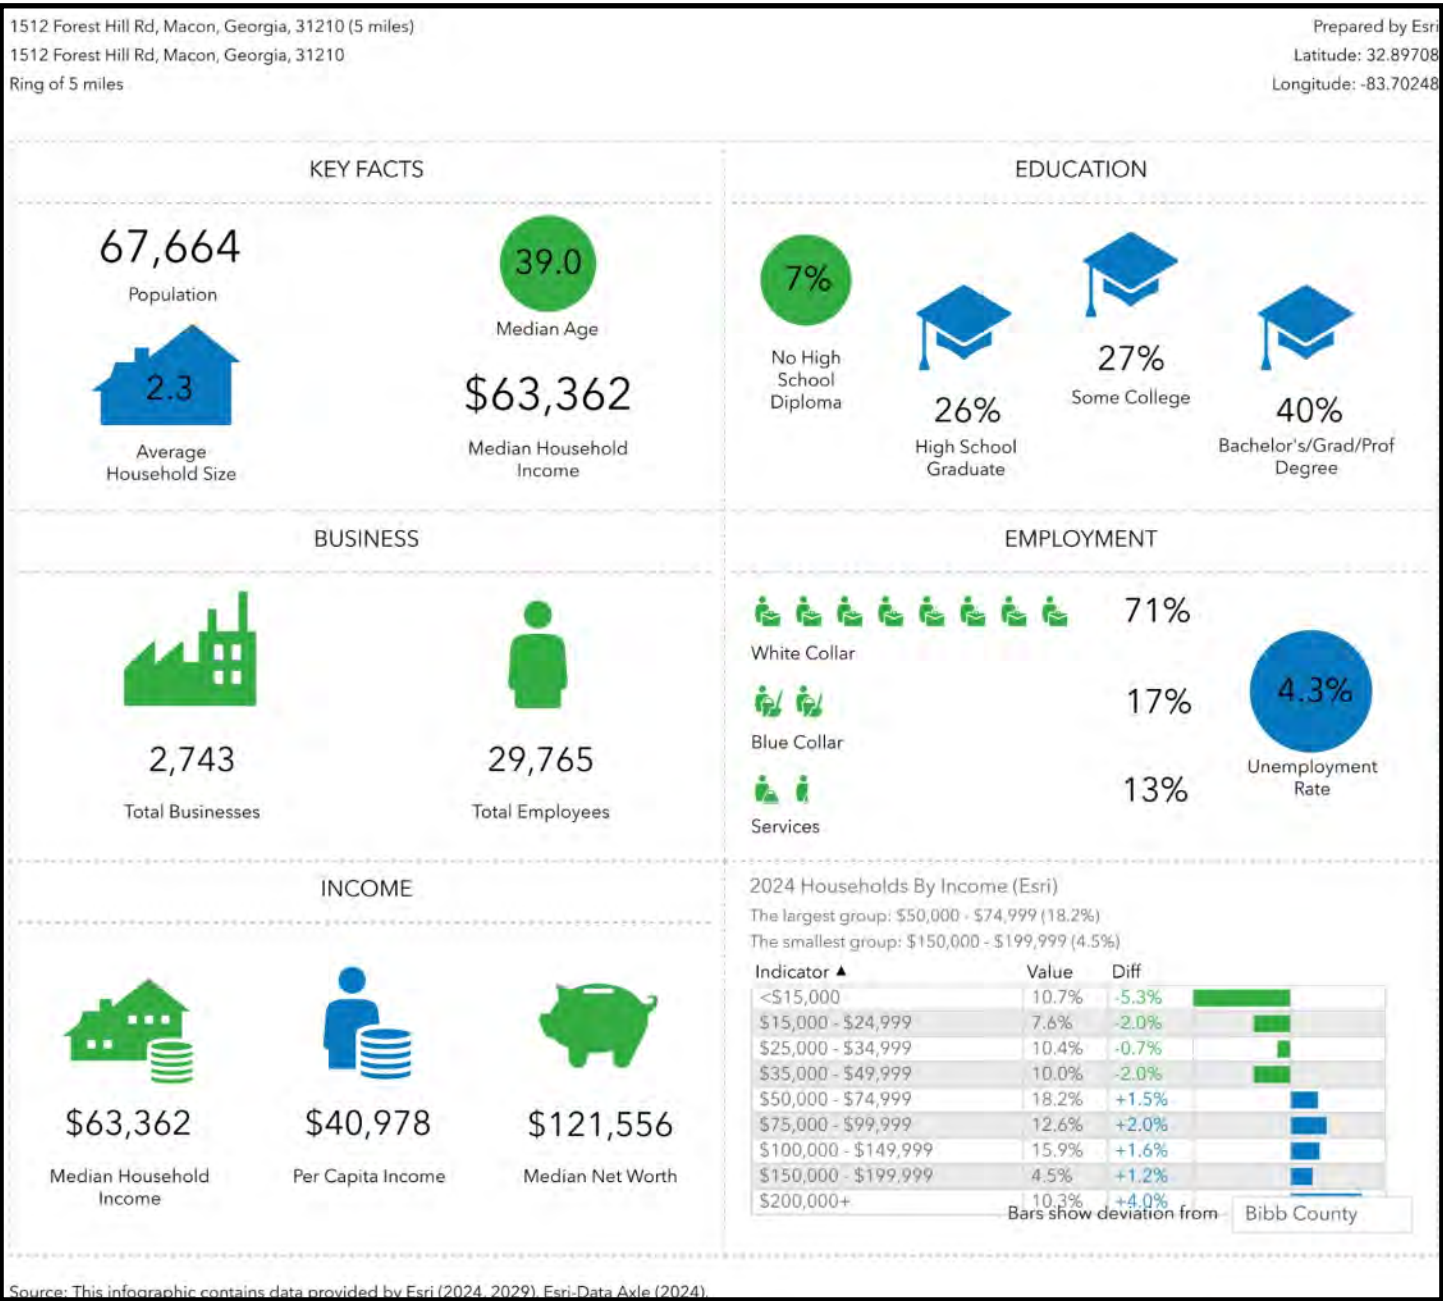 1512 Forest Hill Rd, Macon, Georgia, 31210 (5 miles)
1512 Forest Hill Rd, Macon, Georgia, 31210
Ring of 5 miles
Prepared by Esri
Latitude: 32.89708
Longitude: -83.70248
KEY FACTS
67,664
Population
39.0
Median Age
2.3
Average
Household Size
$63,362
Median Household
Income
EDUCATION
7%
No High
School
Diploma
26%
High School
Graduate
27%
Some College
40%
Bachelor's/Grad/Prof
Degree
BUSINESS
2,743
Total Businesses
29,765
Total Employees
EMPLOYMENT
71%
White Collar
17%
Blue Collar
13%
Services
4.3%
Unemployment
Rate
INCOME
$63,362
Median Household
Income
$40,978
Per Capita Income
$121,556
Median Net Worth
2024 Households By Income (Esri)
The largest group: $50,000 - $74,999 (18.2%)
The smallest group: $150,000 - $199,999 (4.5%)
Indicator ▲ Value Diff
<$15,000 10.7% -5.3%
$15,000 - $24,999 7.6% -2.0%
$25,000 - $34,999 10.4% -0.7%
$35,000 - $49,999 10.0% -2.0%
$50,000 - $74,999 18.2% +1.5%
$75,000 - $99,999 12.6% +2.0%
$100,000 - $149,999 15.9% +1.6%
$150,000 - $199,999 4.5% +1.2%
$200,000+ 10.3% +4.0%
Bars show deviation from Bibb County
Source: This infographic contains data provided by Esri (2024, 2029), Esri-Data Axle (2024).